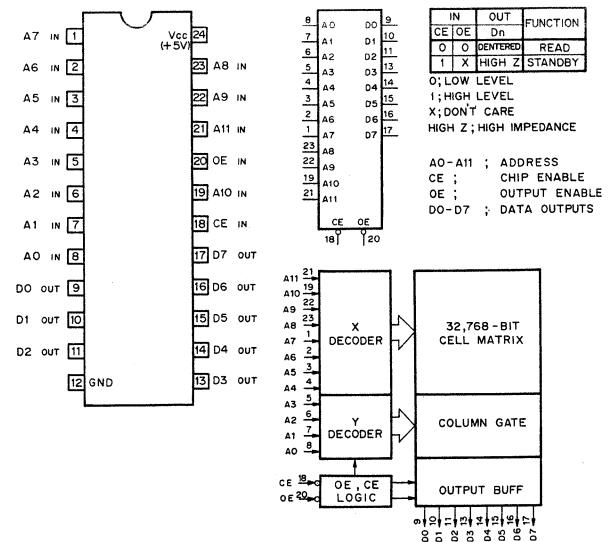 A7 IN 1
A6 IN 2
A5 IN 3
A4 IN 4
A3 IN 5
A2 IN 6
A1 IN 7
A0 IN 8
D0 OUT 9
D1 OUT 10
D2 OUT 11
12 GND
Vcc 24
(+5V)
23 A8 IN
22 A9 IN
21 A11 IN
20 OE IN
19 A10 IN
18 CE IN
17 D7 OUT
16 D6 OUT
15 D5 OUT
14 D4 OUT
13 D3 OUT
8 A0 D0 9
7 A1 D1 10
6 A2 D2 11
5 A3 D3 13
4 A4 D4 14
3 A5 D5 15
2 A6 D6 16
1 A7 D7 17
23 A8
22 A9
19 A10
21 A11
CE OE
18 20
IN OUT FUNCTION
CE OE Dn
0 0 DENTERED READ
1 X HIGH Z STANDBY
0; LOW LEVEL
1; HIGH LEVEL
X; DON'T CARE
HIGH Z; HIGH IMPEDANCE
A0-A11 ; ADDRESS
CE ; CHIP ENABLE
OE ; OUTPUT ENABLE
D0-D7 ; DATA OUTPUTS
A11 21
A10 19
A9 22
A8 23
A7 1
A6 2
A5 3
A4 4
A3 5
A2 6
A1 7
A0 8
X
DECODER
Y
DECODER
32,768-BIT
CELL MATRIX
COLUMN GATE
CE 18
OE 20
OE, CE
LOGIC
OUTPUT BUFF
9 10 11 13 14 15 16 17
D0 D1 D2 D3 D4 D5 D6 D7